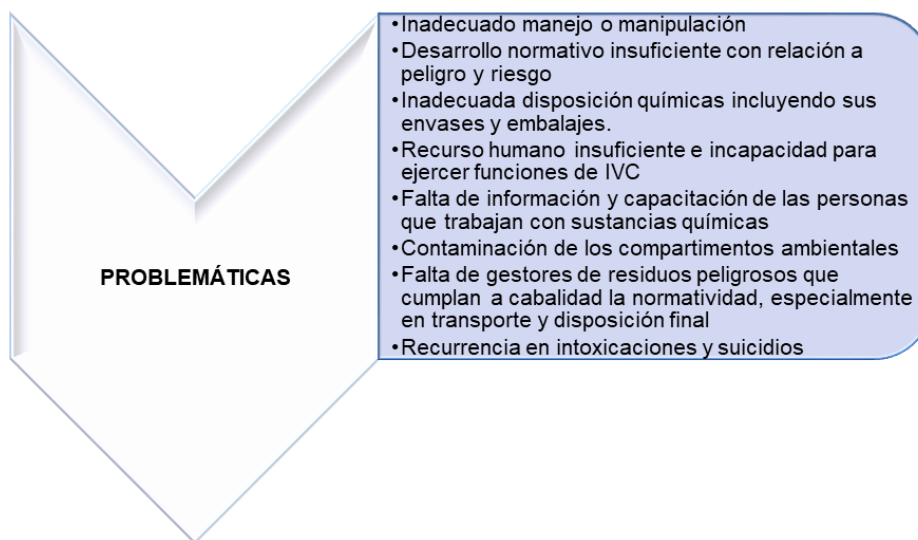 PROBLEMÁTICAS
•Inadecuado manejo o manipulación
•Desarrollo normativo insuficiente con relación a
peligro y riesgo
•Inadecuada disposición químicas incluyendo sus
envases y embalajes.
•Recurso humano insuficiente e incapacidad para
ejercer funciones de IVC
•Falta de información y capacitación de las personas
que trabajan con sustancias químicas
•Contaminación de los compartimentos ambientales
•Falta de gestores de residuos peligrosos que
cumplan a cabalidad la normatividad, especialmente
en transporte y disposición final
•Recurrencia en intoxicaciones y suicidios